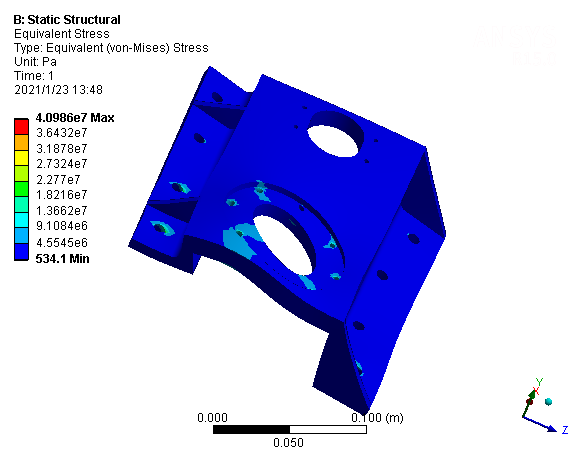 B: Static Structural
Equivalent Stress
Type: Equivalent (von-Mises) Stress
Unit: Pa
Time: 1
2021/1/23 13:48
4.0986e7 Max
3.6432e7
3.1878e7
2.7324e7
2.277e7
1.8216e7
1.3662e7
9.1084e6
4.5545e6
534.1 Min
0.000
0.100 (m)
0.050
Y
X
Z